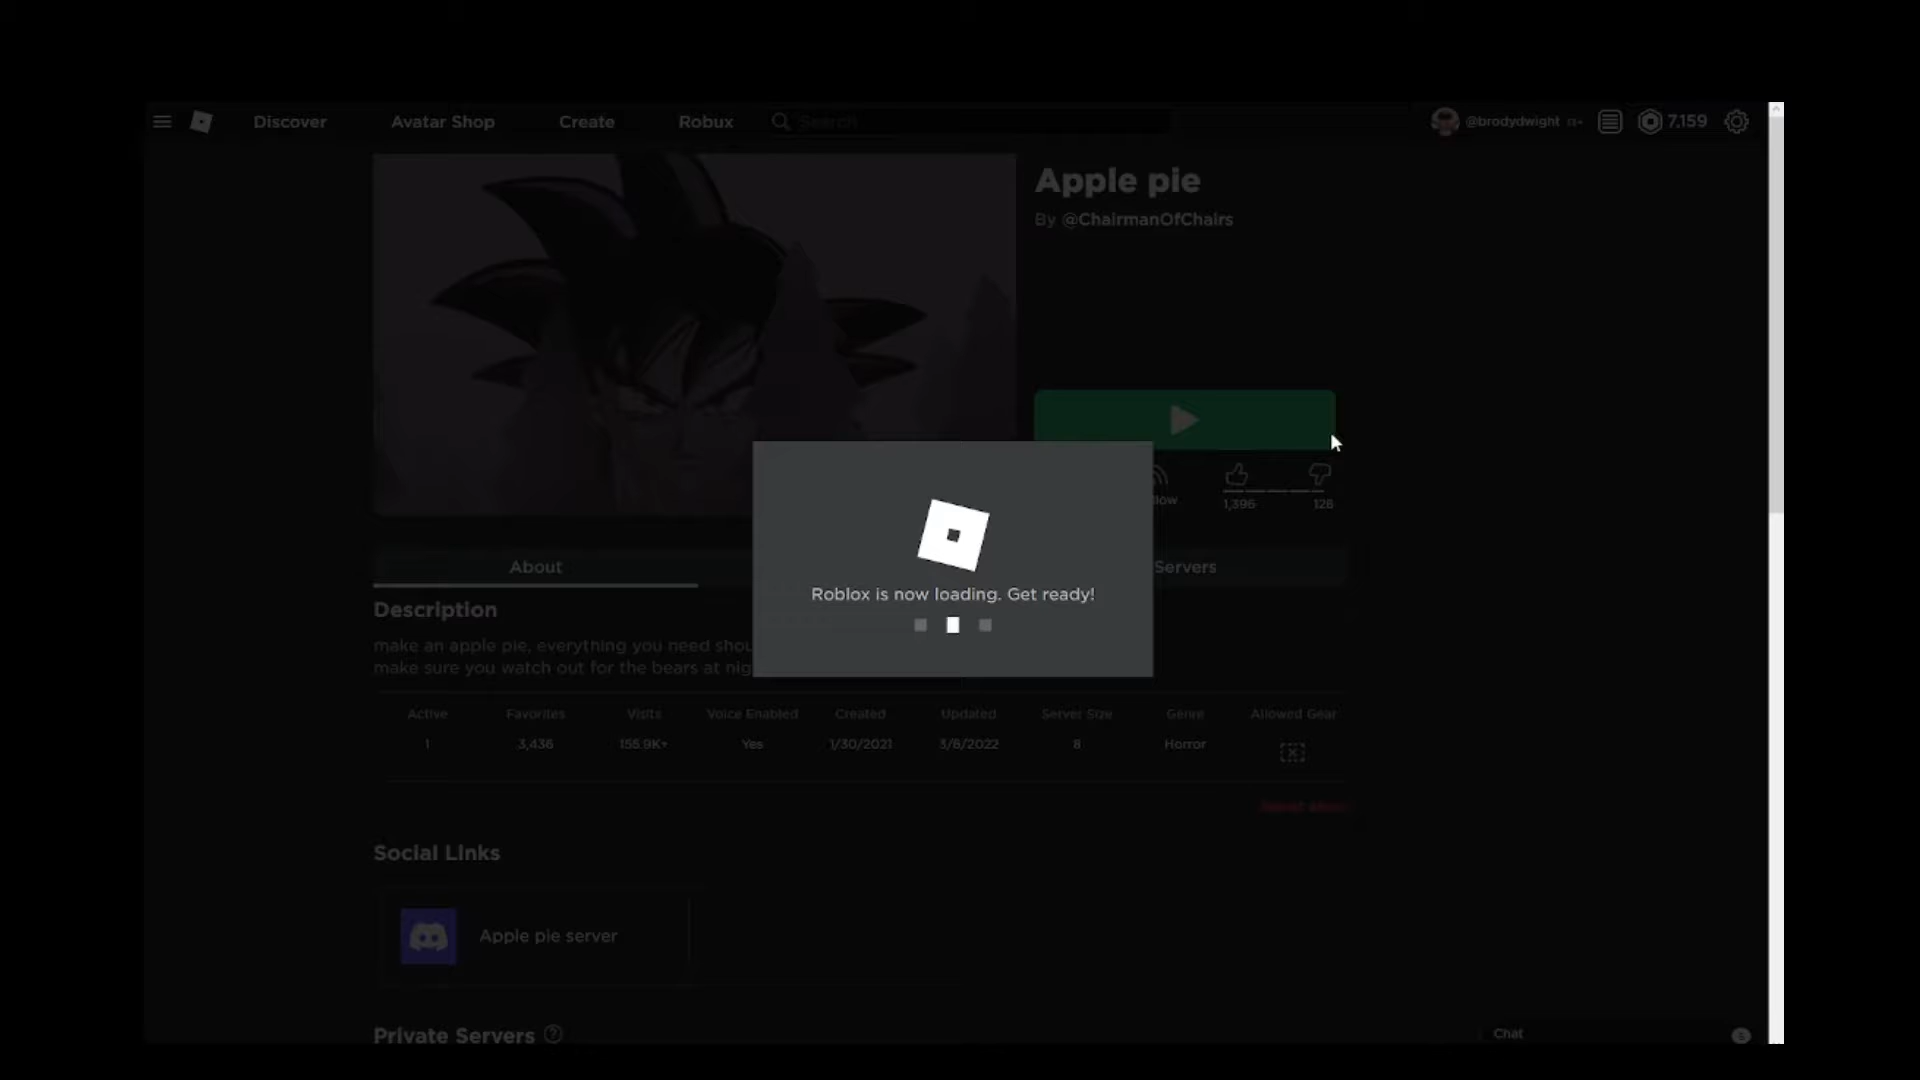 Discover Avatar Shop Create Robux Search @brodydwight 13+ 7,159
Apple pie
By @ChairmanOfChairs
1,396 128
Roblox is now loading. Get ready!
About Servers
Description
make an apple pie, everything you need
make sure you watch out for the bears at
Active Favorites Visits Voice Enabled Created Updated Server Size Genre Allowed Gear
1 3,436 155.9K+ Yes 1/30/2021 3/8/2022 8 Horror
Social Links
Apple pie server
Private Servers
Chat